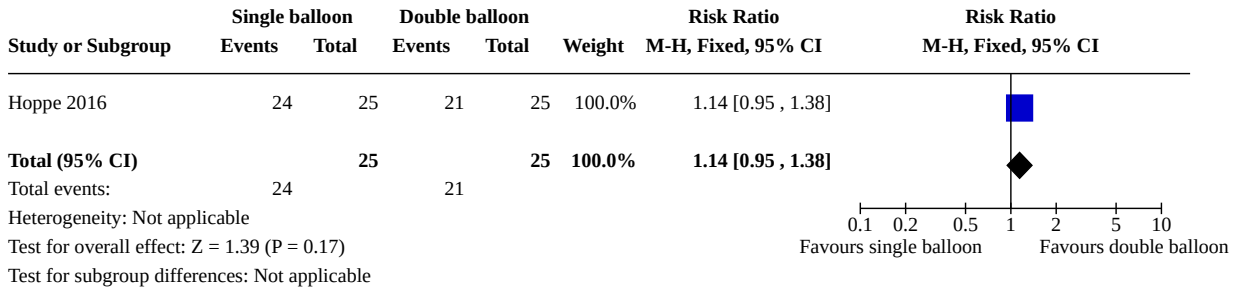 Single balloon Double balloon Risk Ratio Risk Ratio
Study or Subgroup Events Total Events Total Weight M-H, Fixed, 95% CI M-H, Fixed, 95% CI
Hoppe 2016 24 25 21 25 100.0% 1.14 [0.95 , 1.38]
Total (95% CI) 25 25 100.0% 1.14 [0.95 , 1.38]
Total events: 24 21
Heterogeneity: Not applicable 0.1 0.2 0.5 1 2 5 10
Test for overall effect: Z = 1.39 (P = 0.17) Favours single balloon Favours double balloon
Test for subgroup differences: Not applicable